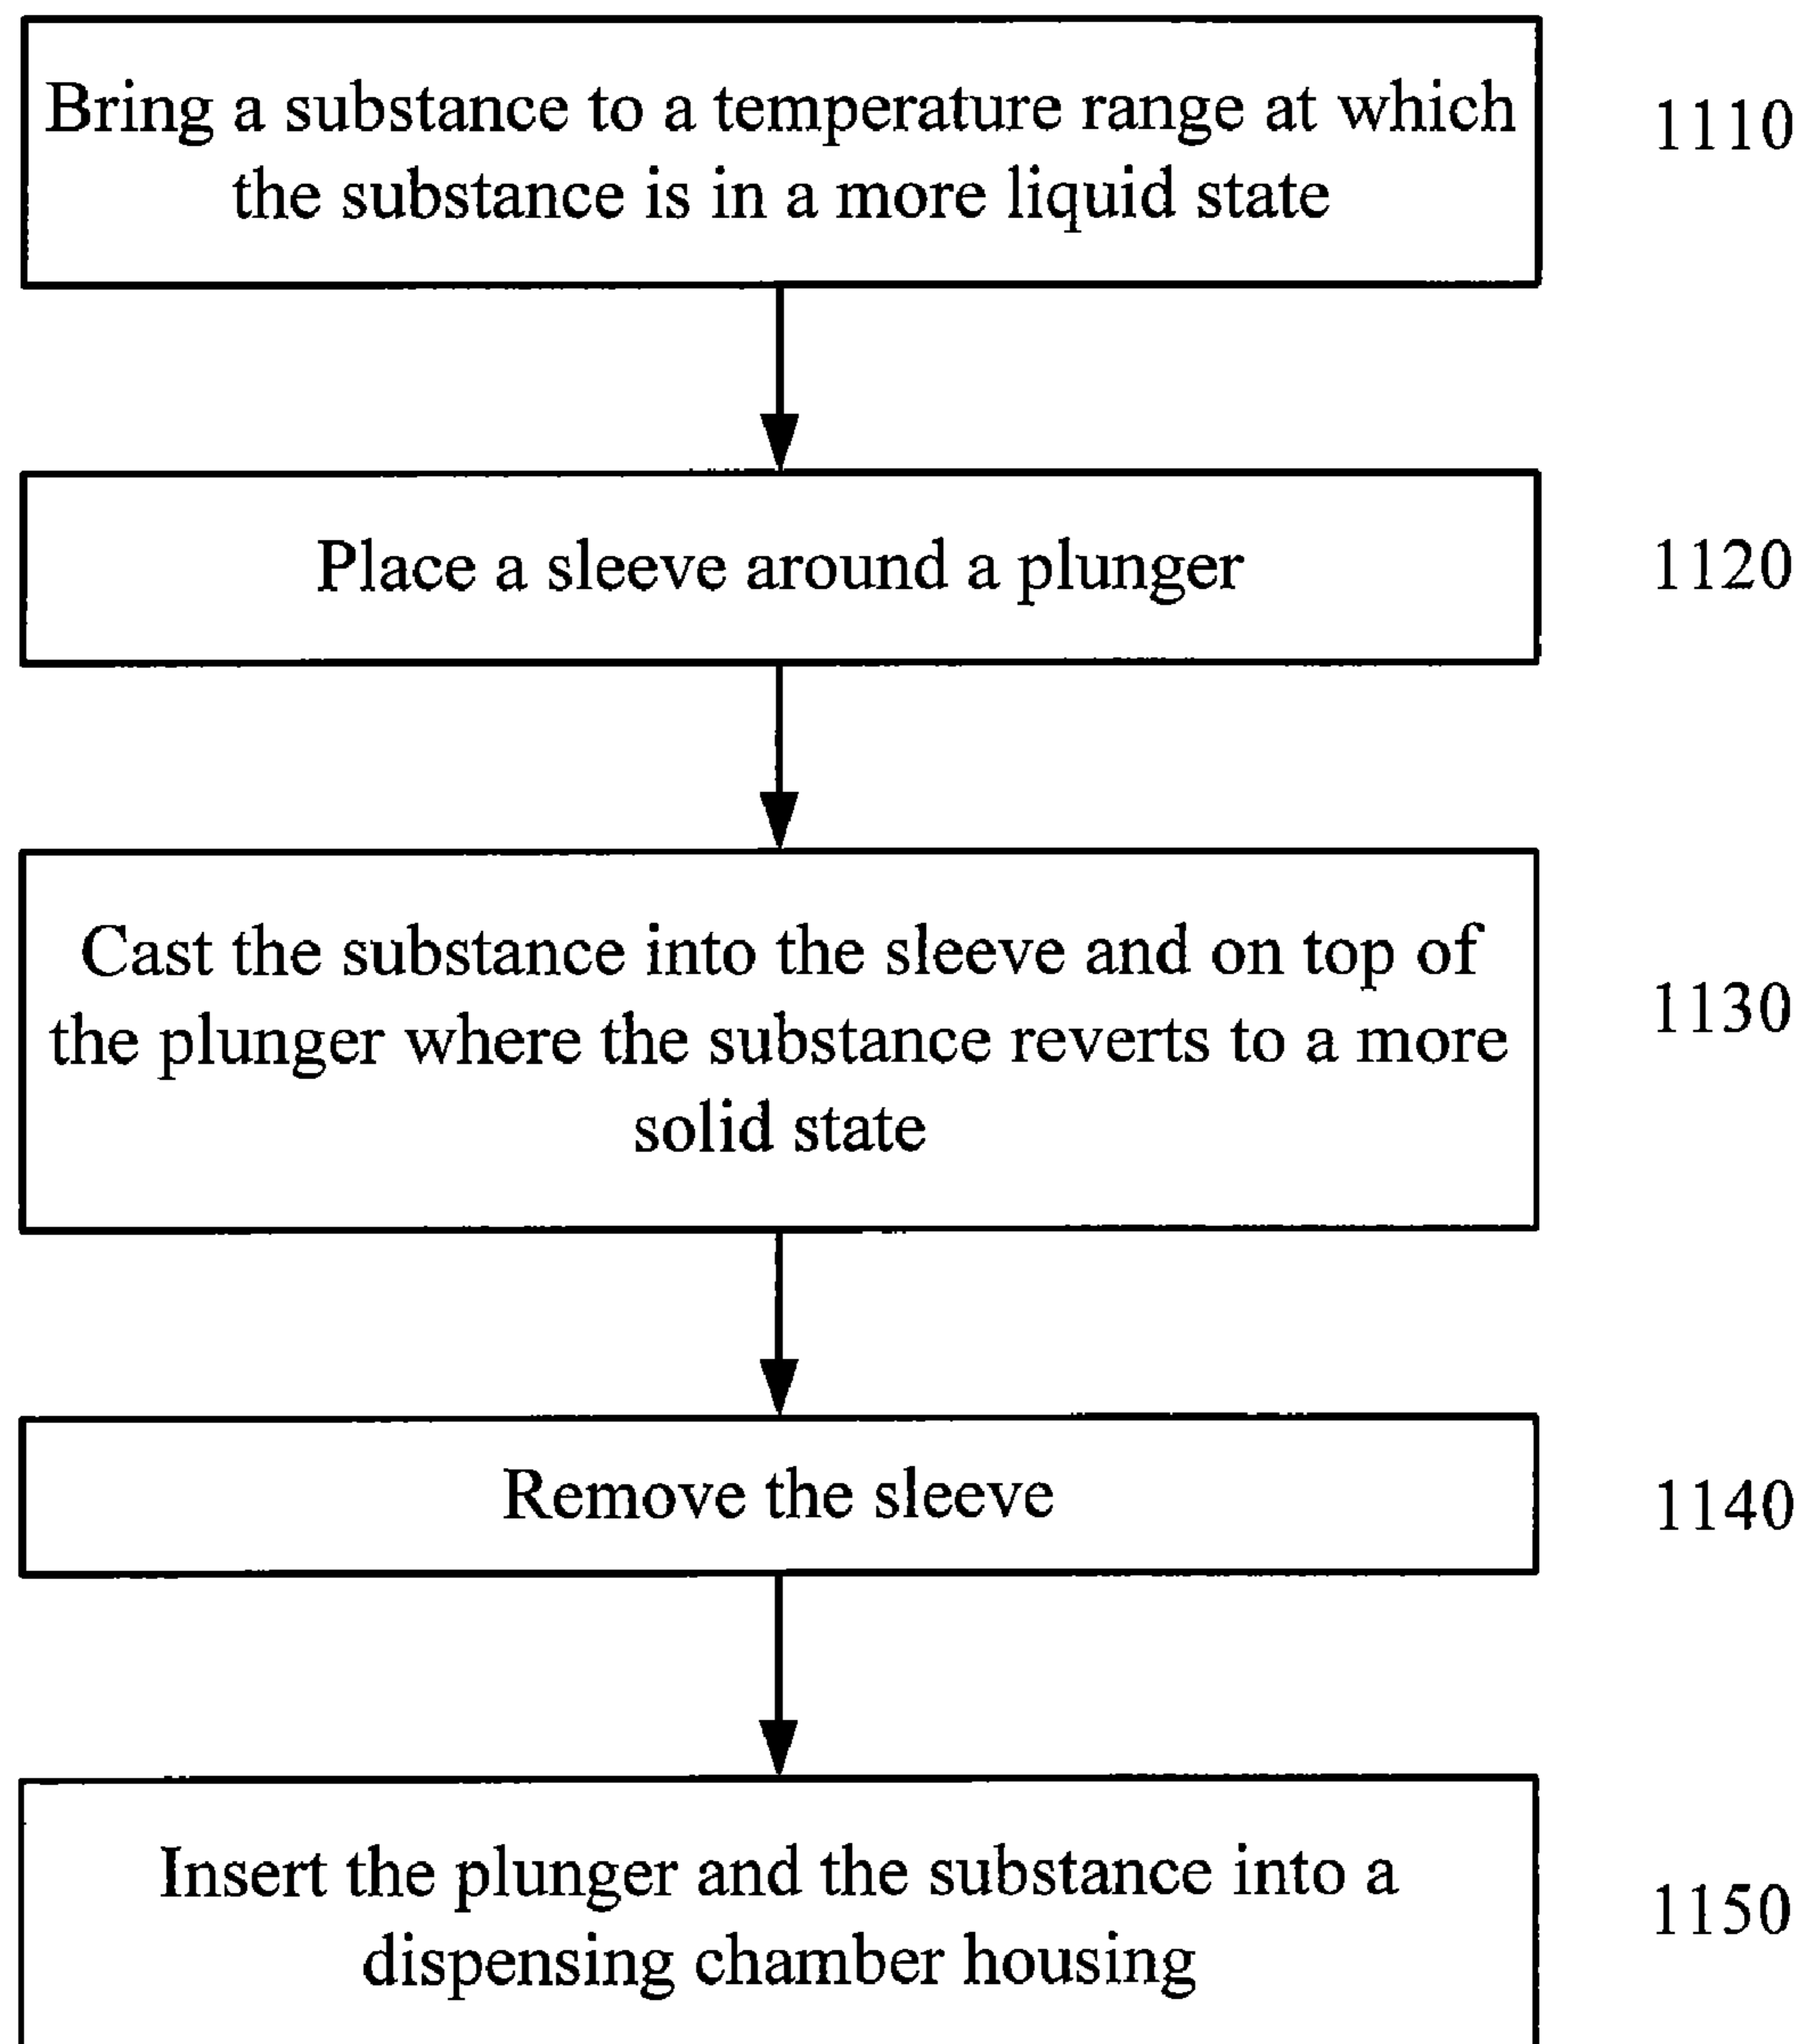 Bring a substance to a temperature range at which
the substance is in a more liquid state
1110
Place a sleeve around a plunger
1120
Cast the substance into the sleeve and on top of
the plunger where the substance reverts to a more
solid state
1130
Remove the sleeve
1140
Insert the plunger and the substance into a
dispensing chamber housing
1150